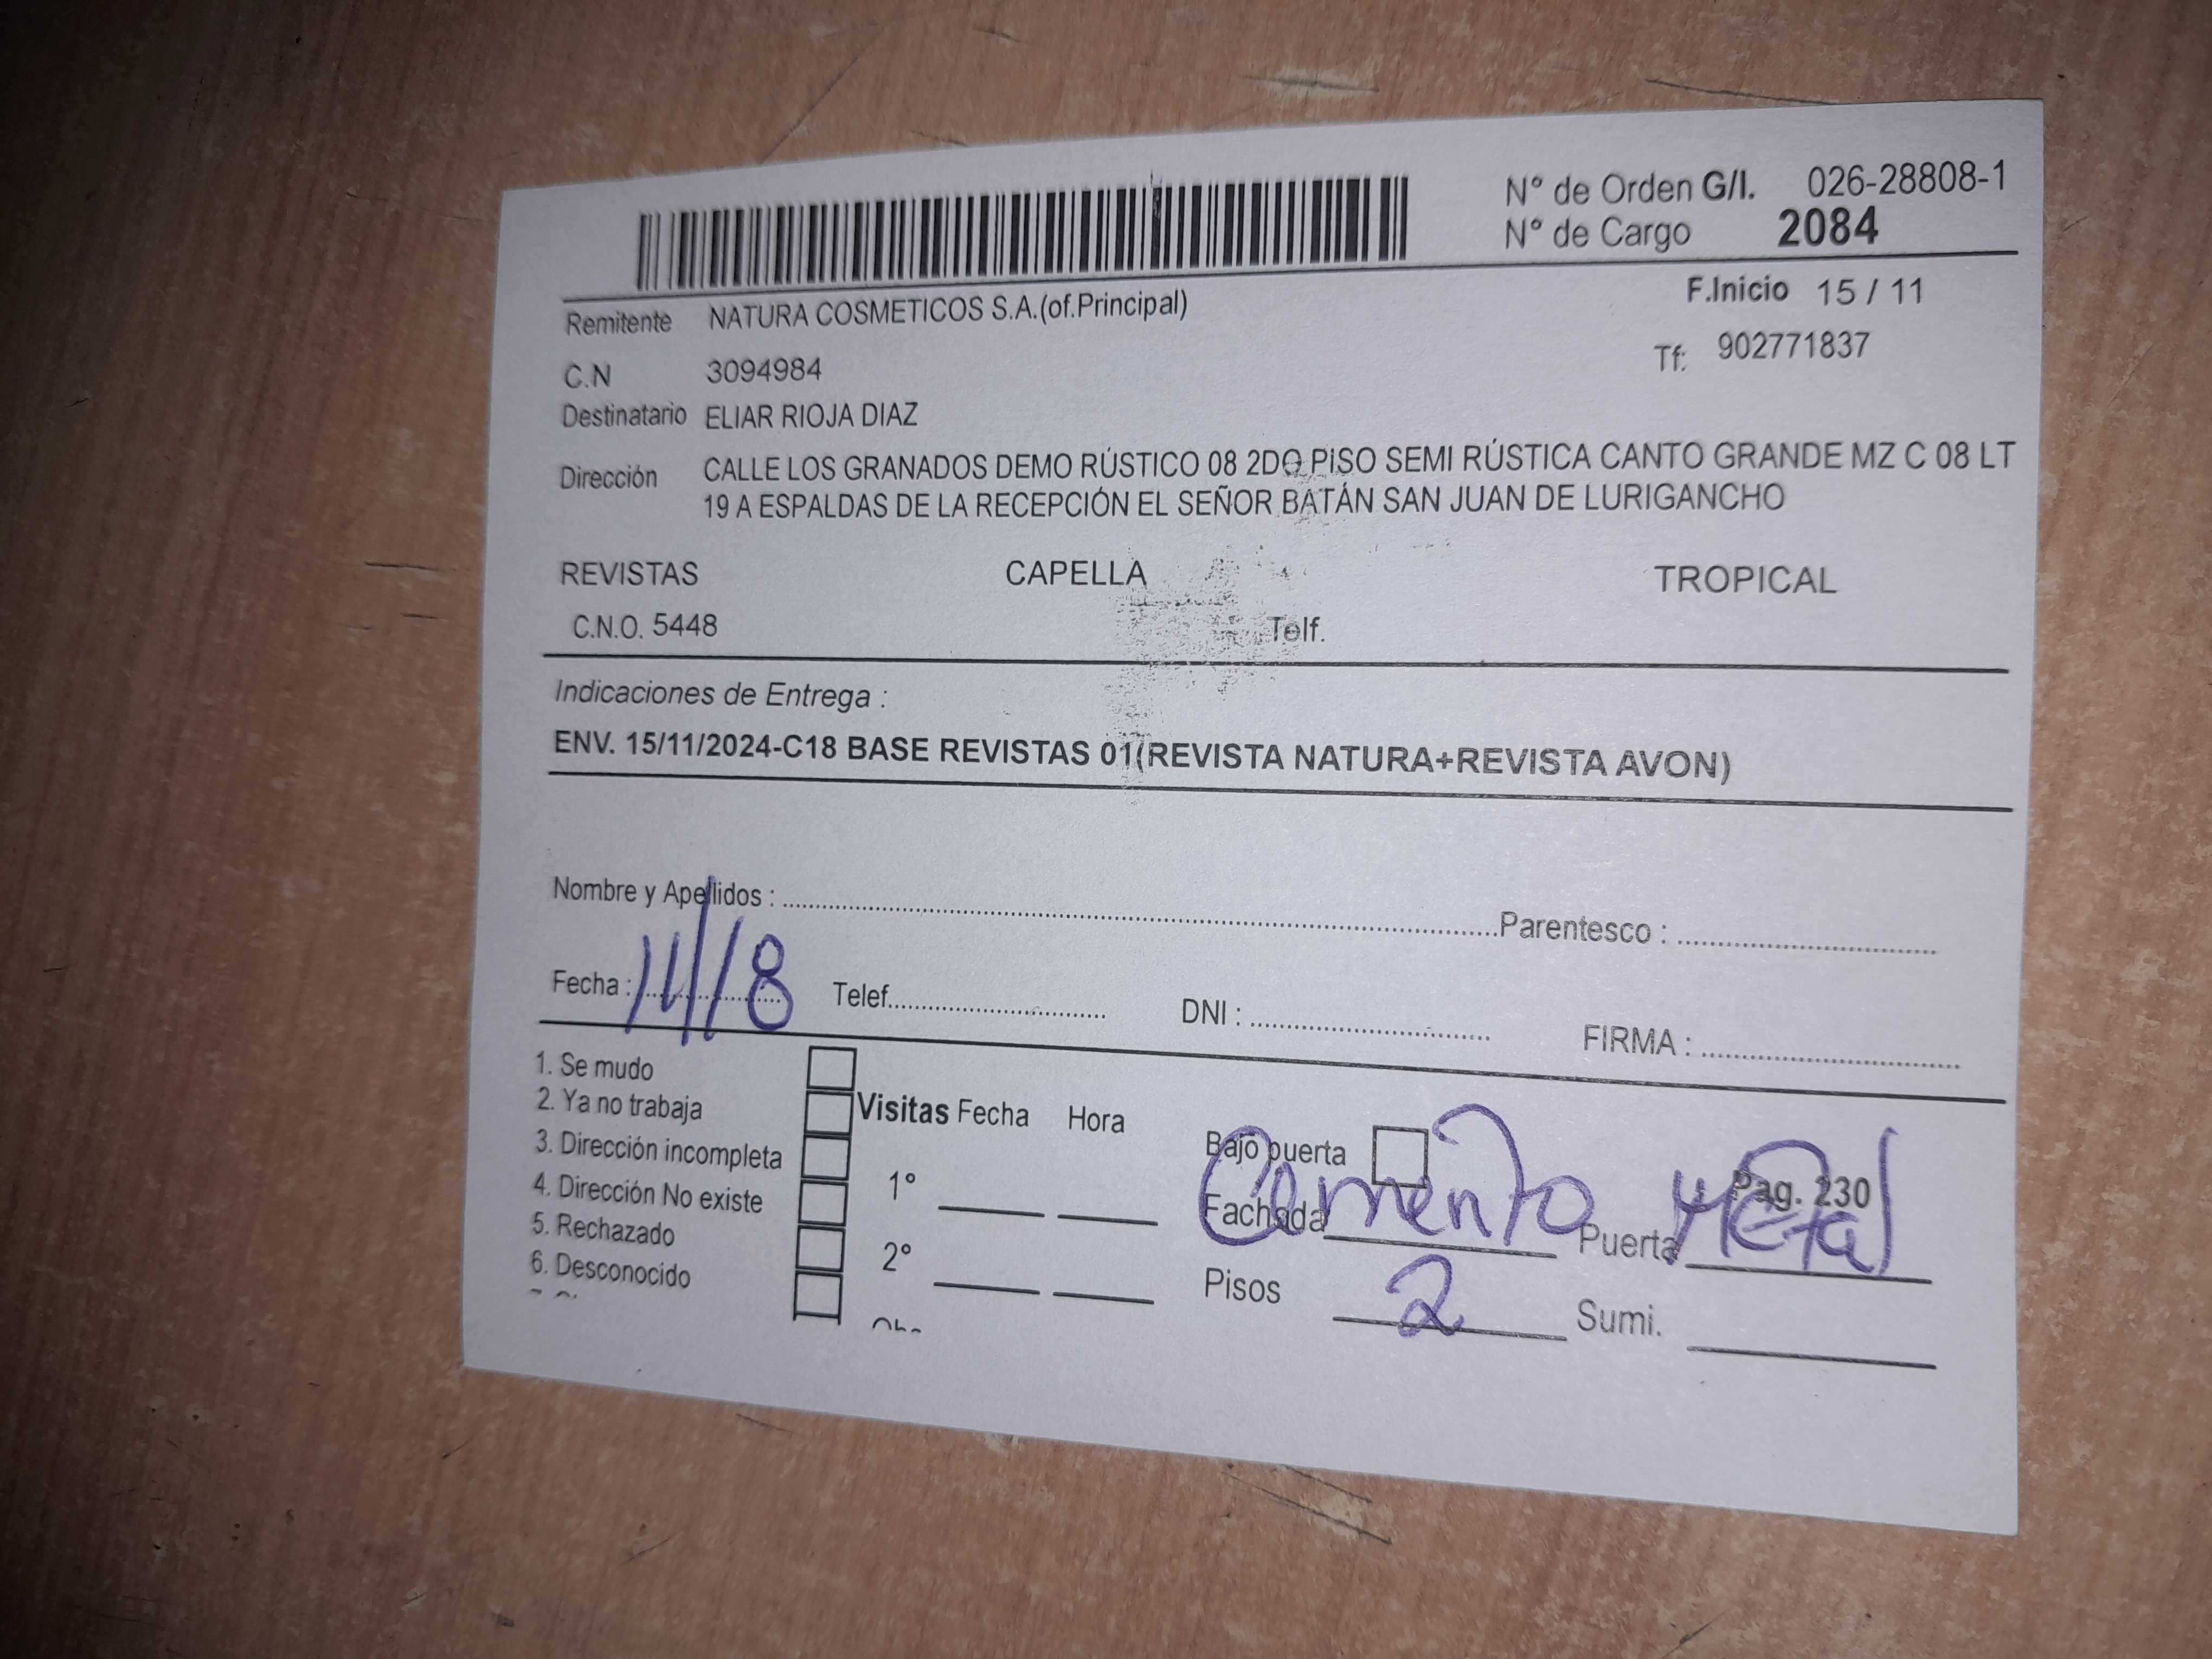 N° de Orden G/I. 026-28808-1
N° de Cargo 2084
F.Inicio 15 / 11
Remitente NATURA COSMETICOS S.A.(of.Principal)
Tf: 902771837
C.N 3094984
Destinatario ELIAR RIOJA DIAZ
Dirección CALLE LOS GRANADOS DEMO RÚSTICO 08 2DO PISO SEMI RÚSTICA CANTO GRANDE MZ C 08 LT
19 A ESPALDAS DE LA RECEPCIÓN EL SEÑOR BATÁN SAN JUAN DE LURIGANCHO
REVISTAS CAPELLA TROPICAL
C.N.O. 5448 Telf.
Indicaciones de Entrega :
ENV. 15/11/2024-C18 BASE REVISTAS 01(REVISTA NATURA+REVISTA AVON)
Nombre y Apellidos : Parentesco :
Fecha : Telef. DNI : FIRMA :
1. Se mudo
2. Ya no trabaja
3. Dirección incompleta
4. Dirección No existe
5. Rechazado
6. Desconocido
Visitas Fecha Hora
1°
2°
Bajo puerta Pag. 230
Fachada Cemento Puerta Metal
Pisos 2 Sumi.